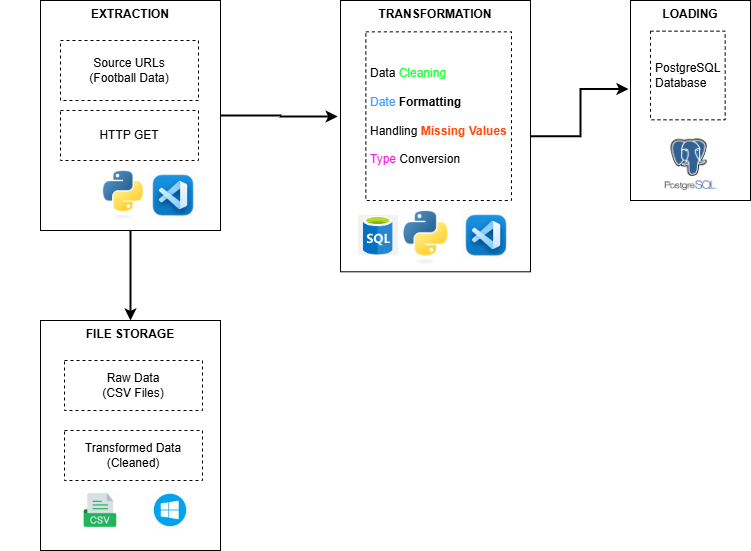 EXTRACTION
Source URLs
(Football Data)
HTTP GET
TRANSFORMATION
Data Cleaning
Date Formatting
Handling Missing Values
Type Conversion
SQL
LOADING
PostgreSQL
Database
PostgreSQL
FILE STORAGE
Raw Data
(CSV Files)
Transformed Data
(Cleaned)
CSV